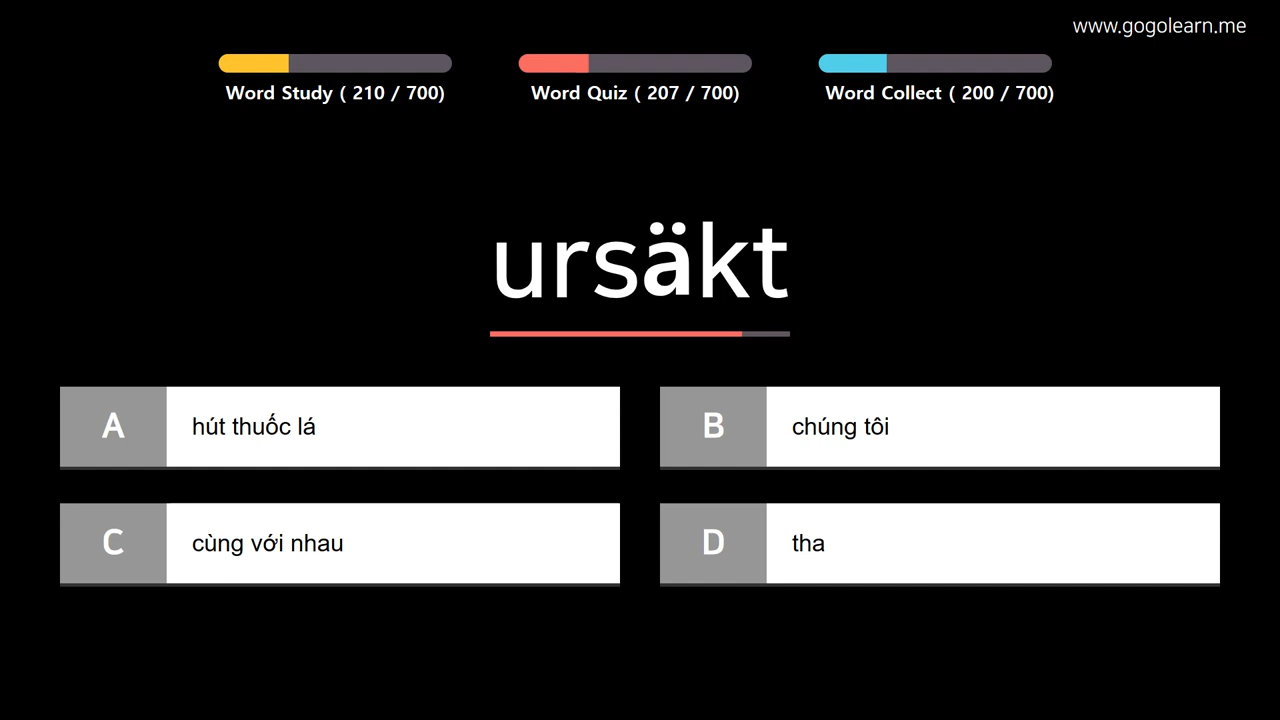 www.gogolearn.me
Word Study ( 210 / 700)
Word Quiz ( 207 / 700)
Word Collect ( 200 / 700)
ursäkt
A
hút thuốc lá
B
chúng tôi
C
cùng với nhau
D
tha